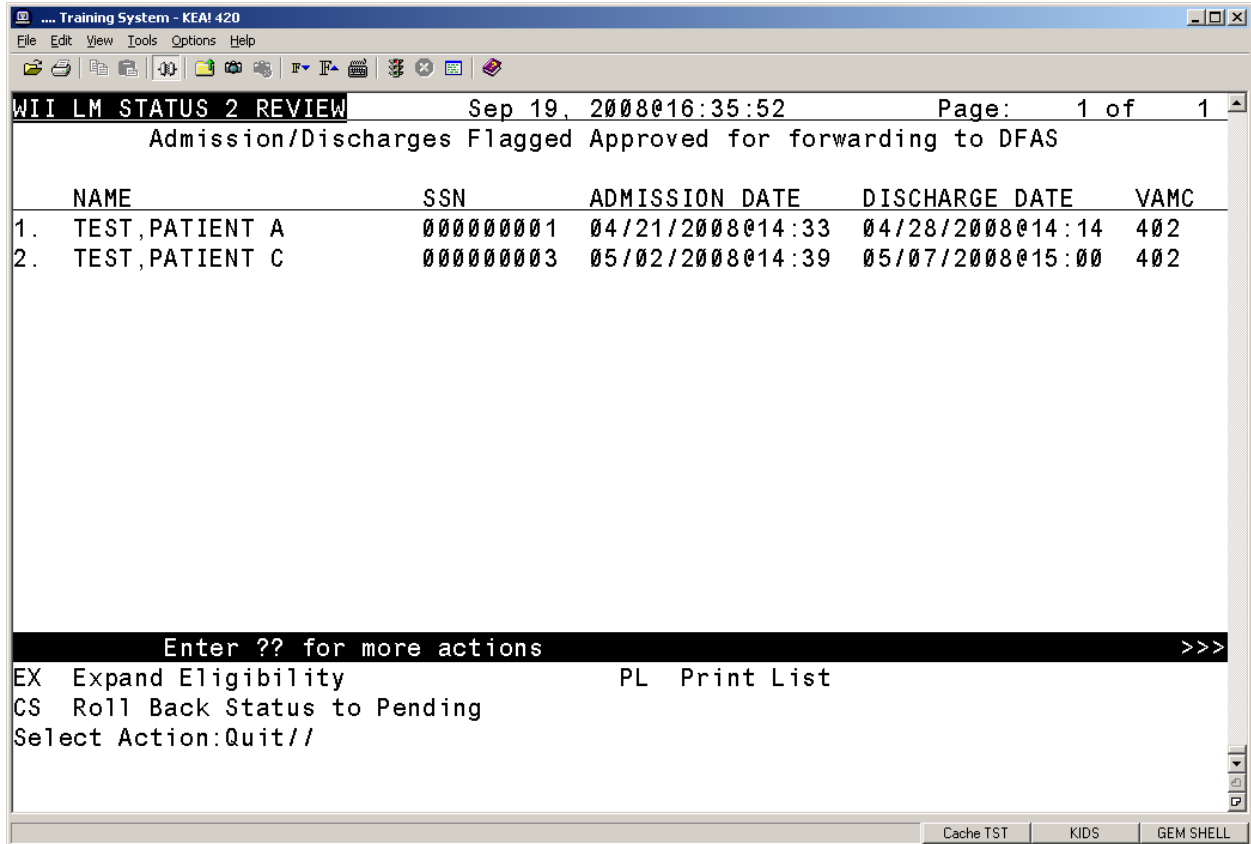 .... Training System - KEA! 420
File Edit View Tools Options Help
WII LM STATUS 2 REVIEW Sep 19, 2008@16:35:52 Page: 1 of 1
Admission/Discharges Flagged Approved for forwarding to DFAS
NAME SSN ADMISSION DATE DISCHARGE DATE VAMC
1. TEST,PATIENT A 000000001 04/21/2008@14:33 04/28/2008@14:14 402
2. TEST,PATIENT C 000000003 05/02/2008@14:39 05/07/2008@15:00 402
Enter ?? for more actions >>>
EX Expand Eligibility PL Print List
CS Roll Back Status to Pending
Select Action:Quit//
Cache TST KIDS GEM SHELL